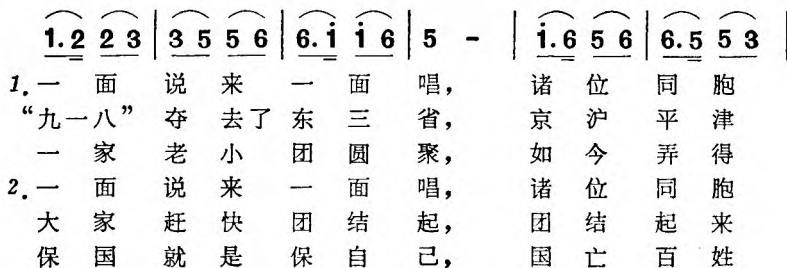 1.2 2 3 | 3 5 5 6 | 6.i i 6 | 5 - | i.6 5 6 | 6.5 5 3 |
1.一面说来一面唱，诸位同胞
“九一八”夺去了东三省，京沪平津
一家老小团圆聚，如今弄得
2.一面说来一面唱，诸位同胞
大家赶快团结起，团结起来
保国就是保自己，国亡百姓